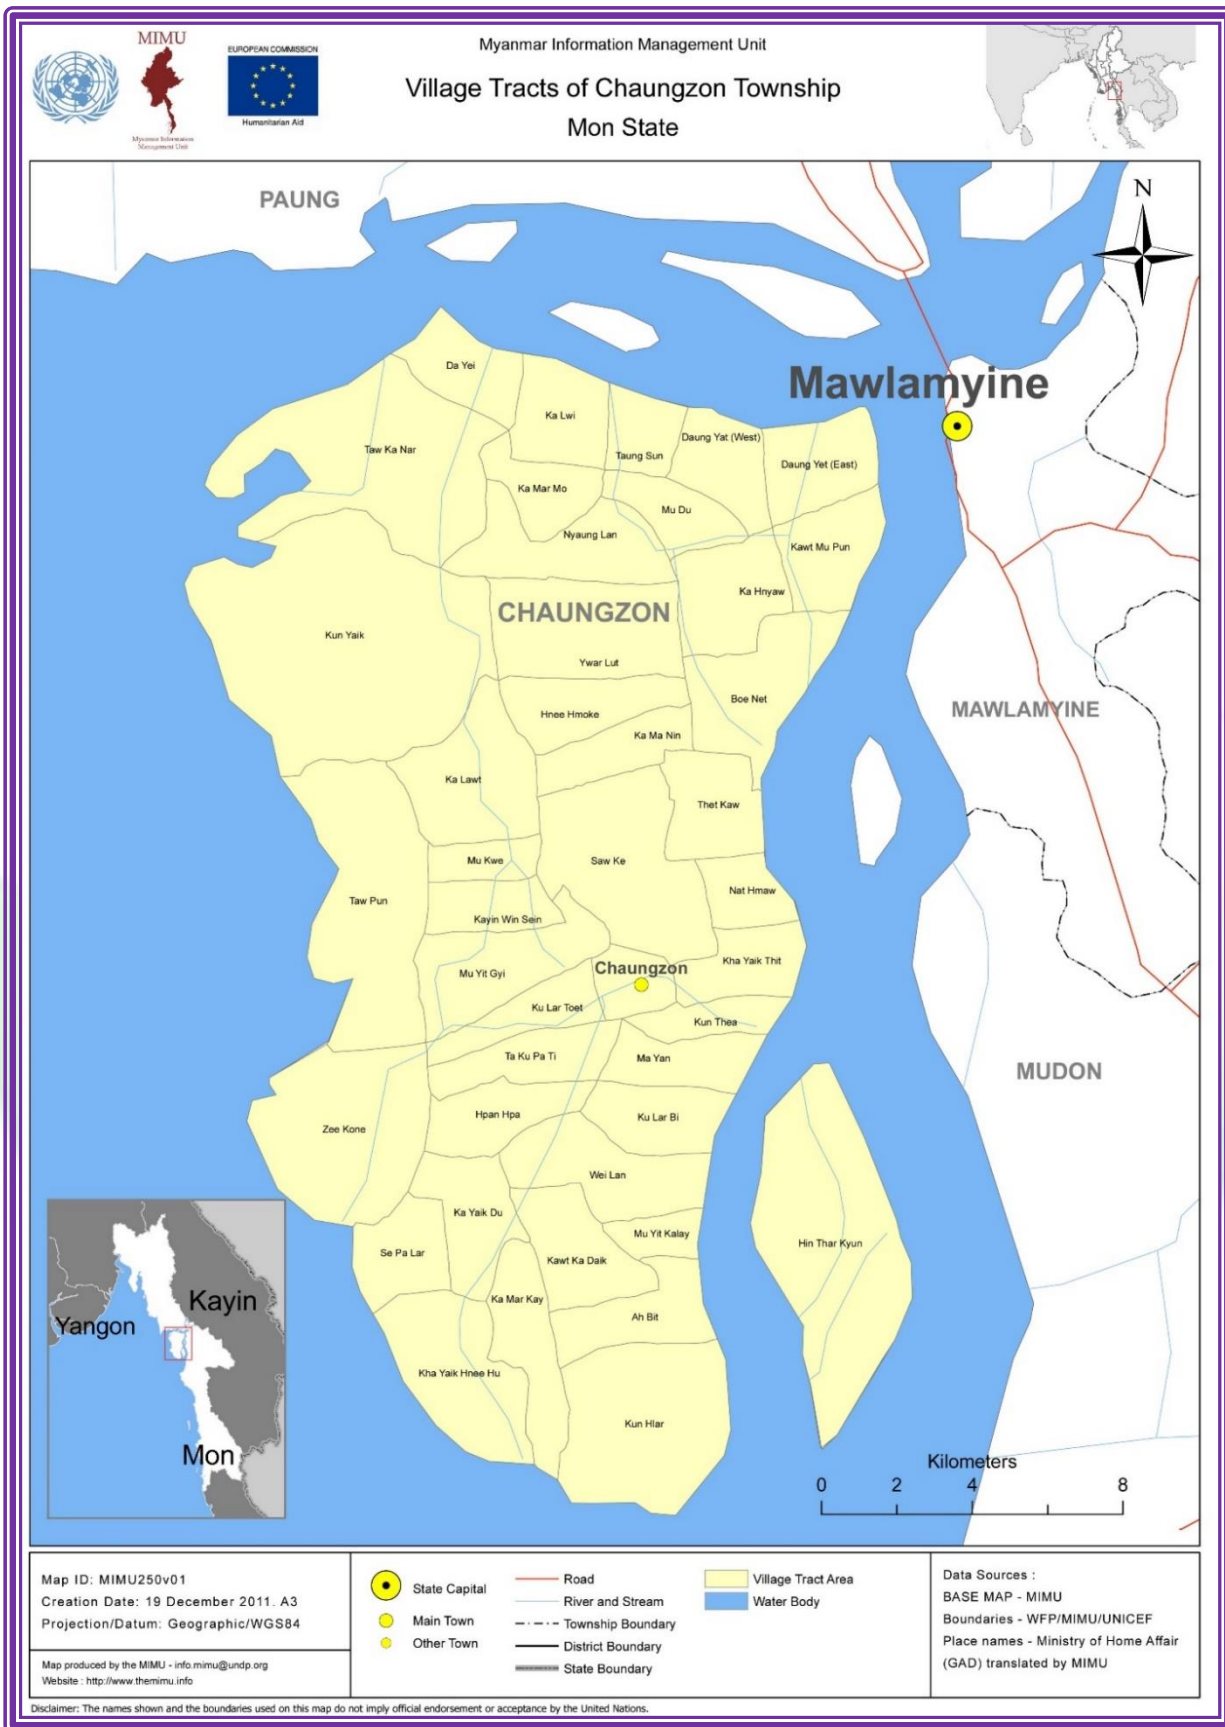 MIMU
Myanmar Information
Management Unit
EUROPEAN COMMISSION
Humanitarian Aid
Myanmar Information Management Unit
Village Tracts of Chaungzon Township
Mon State
PAUNG
N
Mawlamyine
Da Yei
Ka Lwi
Taw Ka Nar
Taung Sun
Daung Yat (West)
Daung Yet (East)
Ka Mar Mo
Mu Du
Nyaung Lan
Kawt Mu Pun
Ka Hnyaw
CHAUNGZON
Kun Yaik
Ywar Lut
Boe Net
MAWLAMYINE
Hnee Hmoke
Ka Ma Nin
Ka Lawt
Thet Kaw
Mu Kwe
Saw Ke
Nat Hmaw
Taw Pun
Kayin Win Sein
Kha Yaik Thit
Mu Yit Gyi
Chaungzon
Ku Lar Toet
Kun Thea
Ta Ku Pa Ti
Ma Yan
MUDON
Hpan Hpa
Ku Lar Bi
Zee Kone
Wei Lan
Ka Yaik Du
Mu Yit Kalay
Hin Thar Kyun
Se Pa Lar
Kawt Ka Daik
Ka Mar Kay
Ah Bit
Kha Yaik Hnee Hu
Kun Hlar
Kayin
Yangon
Mon
Kilometers
0 2 4 8
Map ID: MIMU250v01
Creation Date: 19 December 2011. A3
Projection/Datum: Geographic/WGS84
Map produced by the MIMU - info.mimu@undp.org
Website : http://www.themimu.info
State Capital
Main Town
Other Town
Road
River and Stream
Township Boundary
District Boundary
State Boundary
Village Tract Area
Water Body
Data Sources :
BASE MAP - MIMU
Boundaries - WFP/MIMU/UNICEF
Place names - Ministry of Home Affair
(GAD) translated by MIMU
Disclaimer: The names shown and the boundaries used on this map do not imply official endorsement or acceptance by the United Nations.